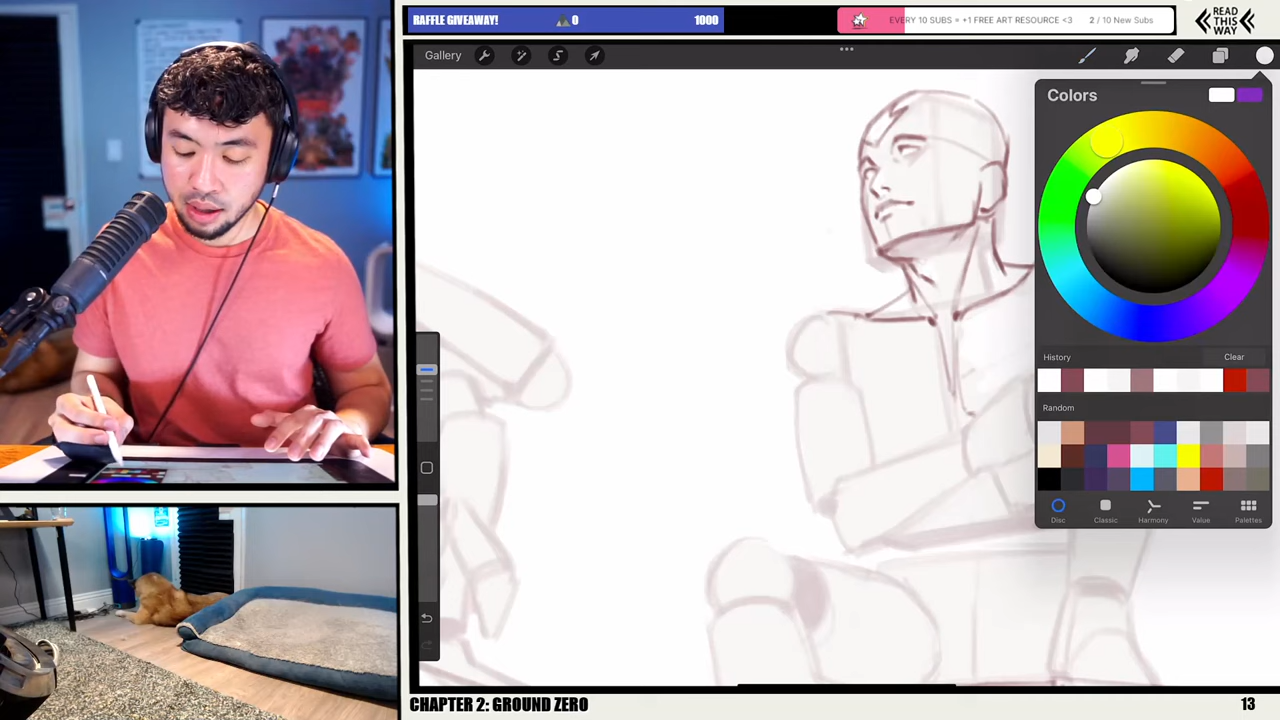 RAFFLE GIVEAWAY! 0 1000
EVERY 10 SUBS = +1 FREE ART RESOURCE <3 2 / 10 New Subs
READ
THIS
WAY
Gallery
Colors
History Clear
Random
Disc Classic Harmony Value Palettes
CHAPTER 2: GROUND ZERO 13